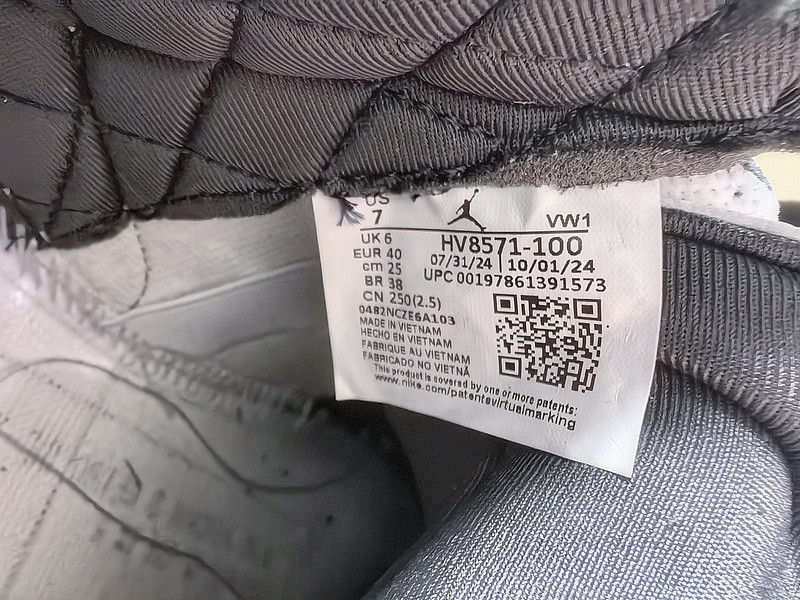 US
7
VW1
UK 6
HV8571-100
EUR 40
07/31/24 | 10/01/24
cm 25
UPC 00197861391573
BR 38
CN 250(2.5)
0482NCZE6A103
MADE IN VIETNAM
HECHO EN VIETNAM
FABRIQUE AU VIETNAM
FABRICADO NO VIETNÃ
This product is covered by one or more patents:
www.nike.com/patentsvirtualmarking